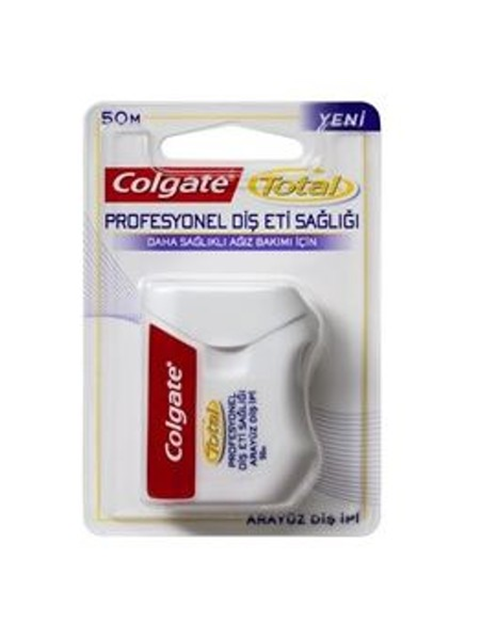 50M
YENİ
Colgate® Total
PROFESYONEL DİŞ ETİ SAĞLIĞI
DAHA SAĞLIKLI AĞIZ BAKIMI İÇİN
Colgate®
Total
PROFESYONEL
DİŞ ETİ SAĞLIĞI
ARAYÜZ DİŞ İPİ
50m
ARAYÜZ DİŞ İPİ